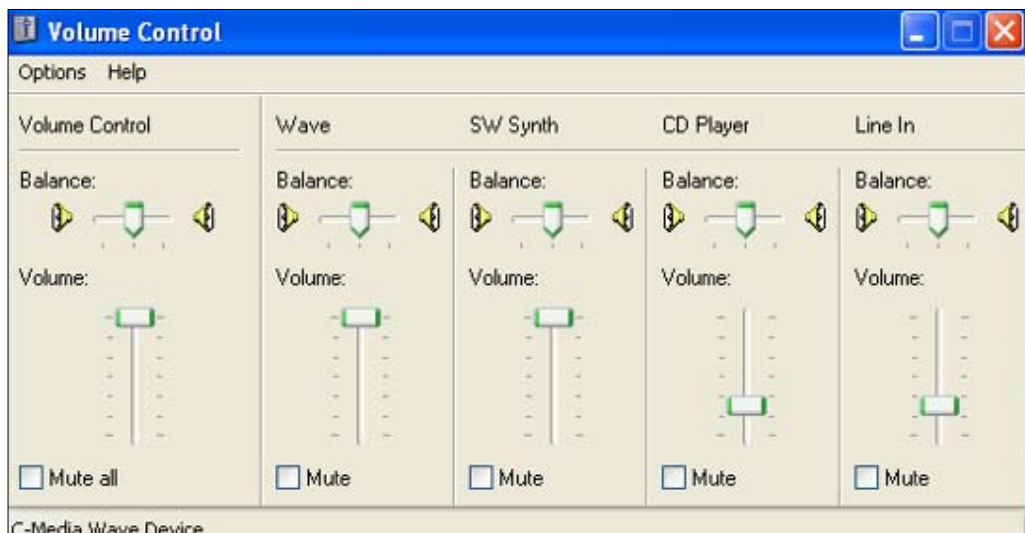 Volume Control
Options Help
Volume Control Wave SW Synth CD Player Line In
Balance: Balance: Balance: Balance: Balance:
Volume: Volume: Volume: Volume: Volume:
Mute all Mute Mute Mute Mute
C-Media Wave Device